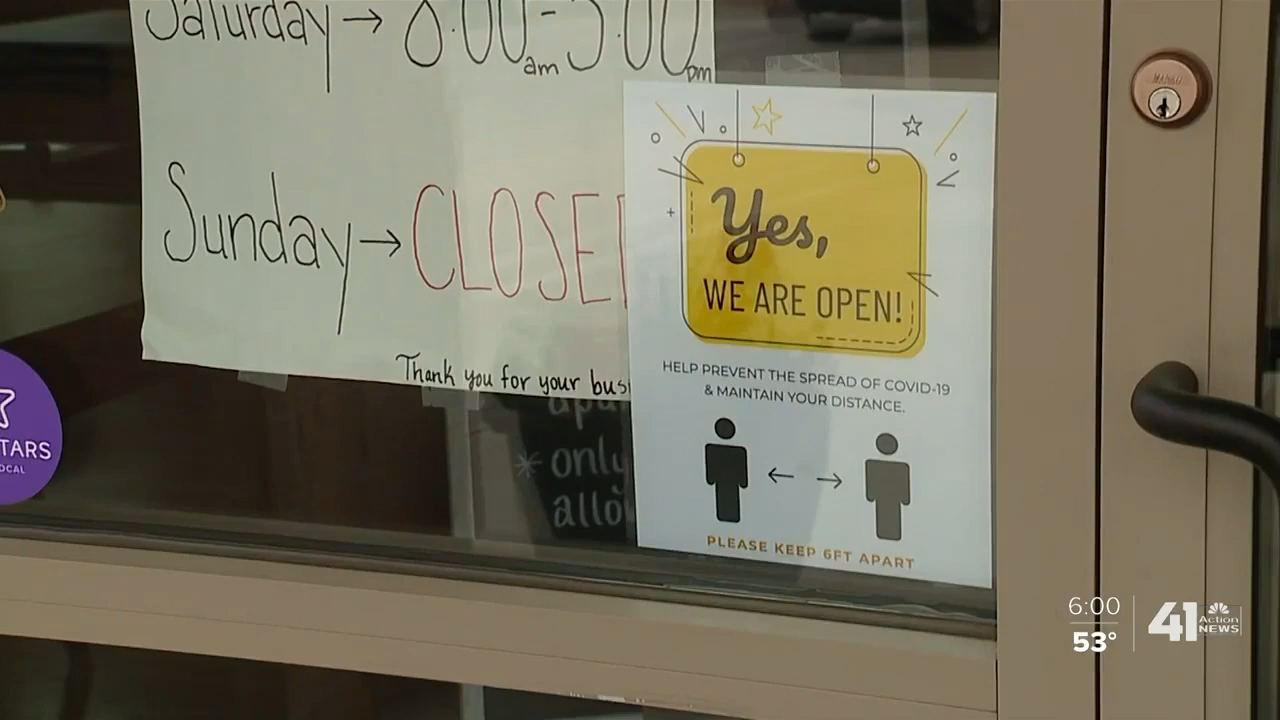 Saturday → 8:00am-5:00pm
Sunday → CLOSE
Thank you for your bus
Yes,
WE ARE OPEN!
HELP PREVENT THE SPREAD OF COVID-19
& MAINTAIN YOUR DISTANCE.
← →
PLEASE KEEP 6FT APART
* only
allo
TARS
OCAL
6:00
53°
41 Action
NEWS